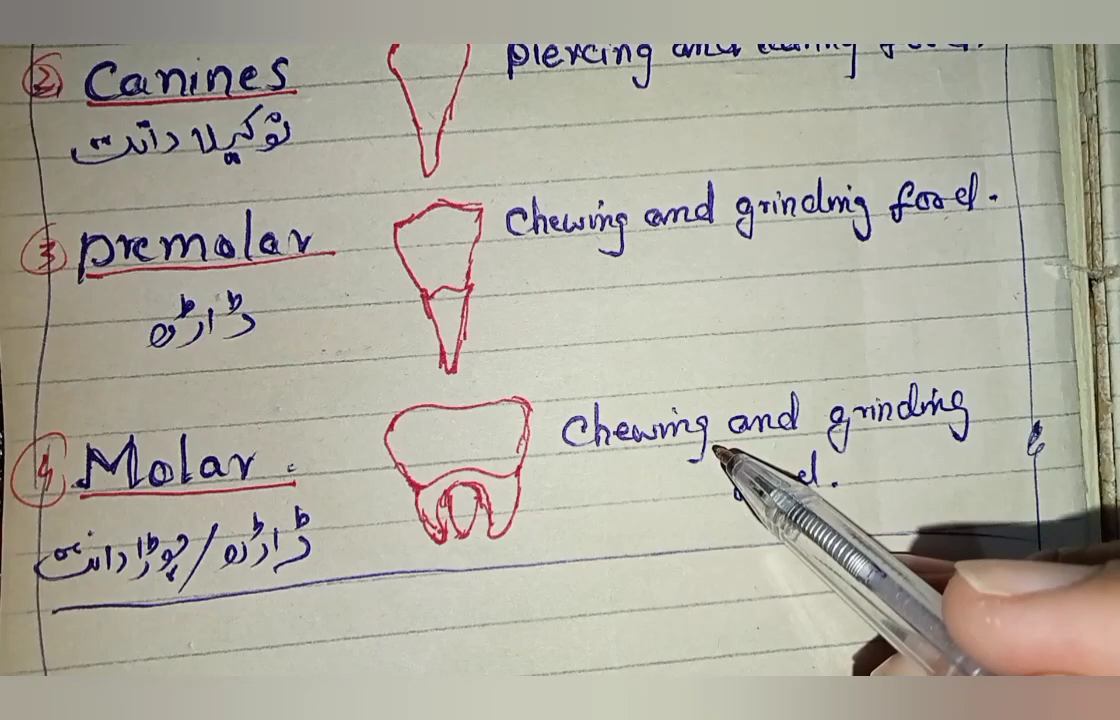 ② Canines
piercing and
نوکیلا دانت
③ Premolar
Chewing and grinding food.
ڈاڑھ
④ Molar.
Chewing and grinding
ڈاڑھ / چوڑا دانت